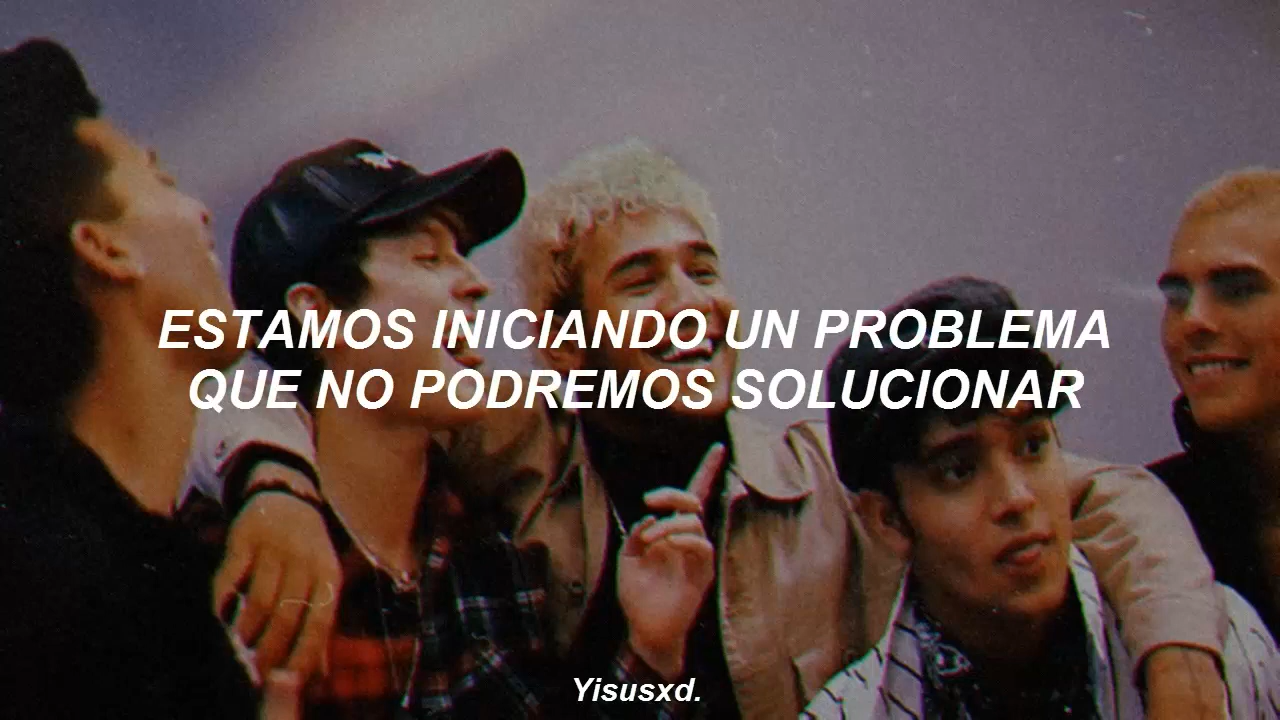 ESTAMOS INICIANDO UN PROBLEMA
QUE NO PODREMOS SOLUCIONAR
Yisusxd.